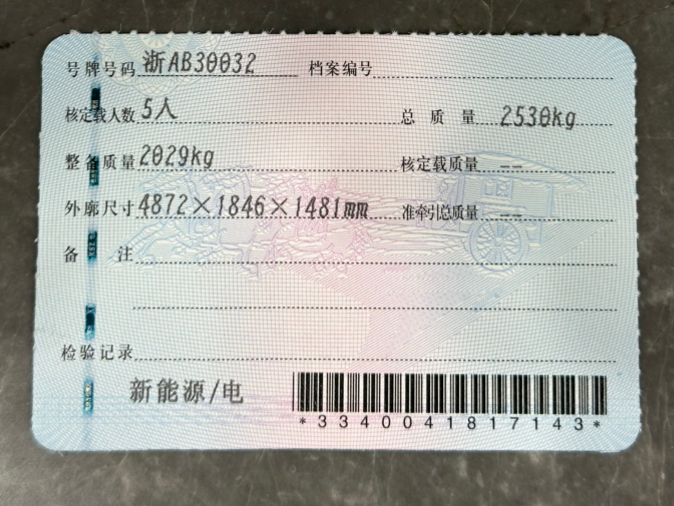 号牌号码 浙AB30032 档案编号
核定载人数 5人 总质量 2530kg
整备质量 2029kg 核定载质量 --
外廓尺寸 4872×1846×1481mm 准牵引总质量 --
备注
检验记录
新能源/电
*3340041817143*